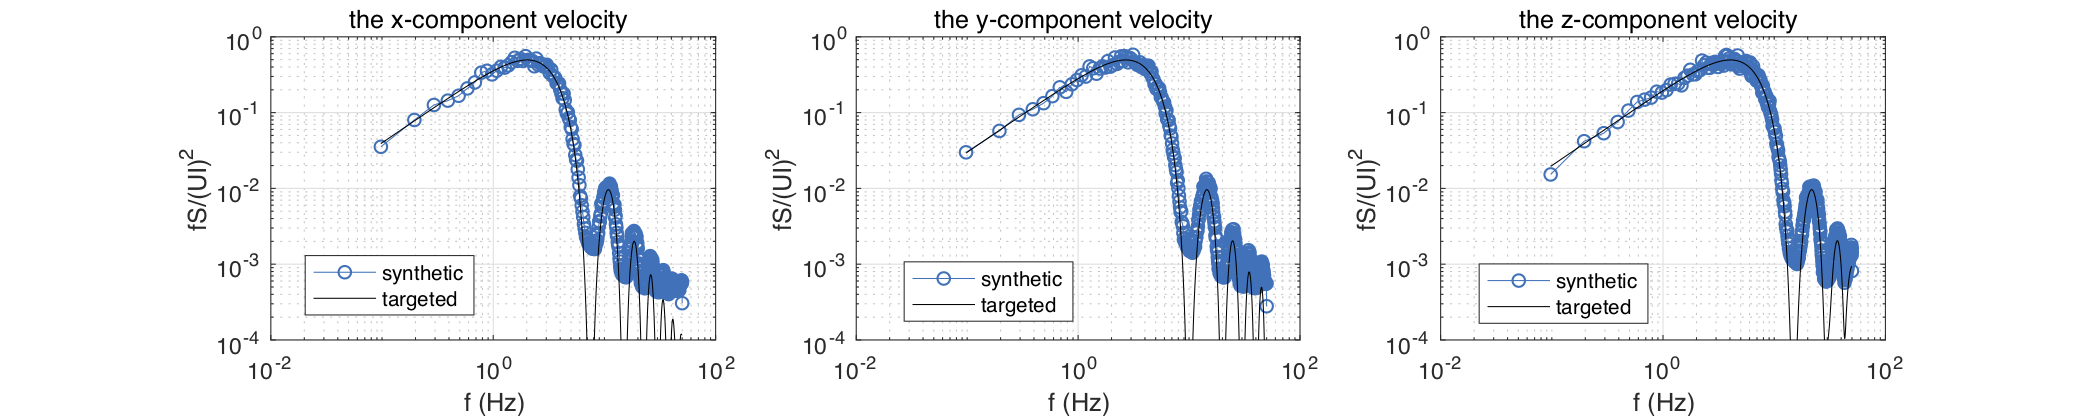 the x-component velocity
10^0
10^-1
10^-2
10^-3
10^-4
fS/(UI)^2
synthetic
targeted
10^-2
10^0
10^2
f (Hz)
the y-component velocity
10^0
10^-1
10^-2
10^-3
10^-4
fS/(UI)^2
synthetic
targeted
10^-2
10^0
10^2
f (Hz)
the z-component velocity
10^0
10^-1
10^-2
10^-3
10^-4
fS/(UI)^2
synthetic
targeted
10^-2
10^0
10^2
f (Hz)